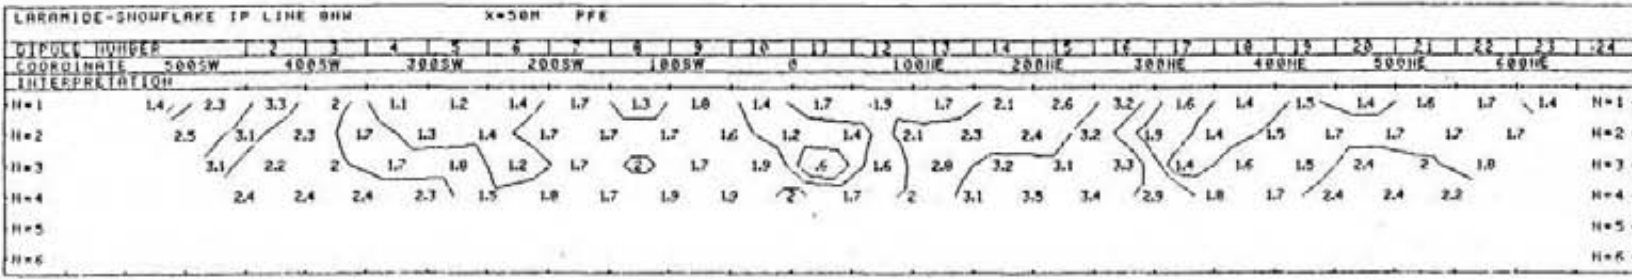 LARAMIDE-SNOWFLAKE IP LINE 8NW X=50M PFE
DIPOLE NUMBER 2 3 4 5 6 7 8 9 10 11 12 13 14 15 16 17 18 19 20 21 22 23 24
COORDINATE 500SW 400SW 300SW 200SW 100SW 0 100NE 200NE 300NE 400NE 500NE 600NE
INTERPRETATION
N=1 1.4 2.3 3.3 2 1.1 1.2 1.4 1.7 1.3 1.8 1.4 1.7 1.9 1.7 2.1 2.6 3.2 1.6 1.4 1.5 1.4 1.6 1.7 1.4 N=1
N=2 2.5 3.1 2.3 1.7 1.3 1.4 1.7 1.7 1.7 1.6 1.2 1.4 2.1 2.3 2.4 3.2 1.9 1.4 1.5 1.7 1.7 1.7 1.7 N=2
N=3 3.1 2.2 2 1.7 1.8 1.2 1.7 2 1.7 1.9 .6 1.6 2.8 3.2 3.1 3.3 1.4 1.6 1.5 2.4 2 1.8 N=3
N=4 2.4 2.4 2.4 2.3 1.5 1.8 1.7 1.9 1.9 2 1.7 2 3.1 3.5 3.4 2.9 1.8 1.7 2.4 2.4 2.2 N=4
N=5 N=5
N=6 N=6